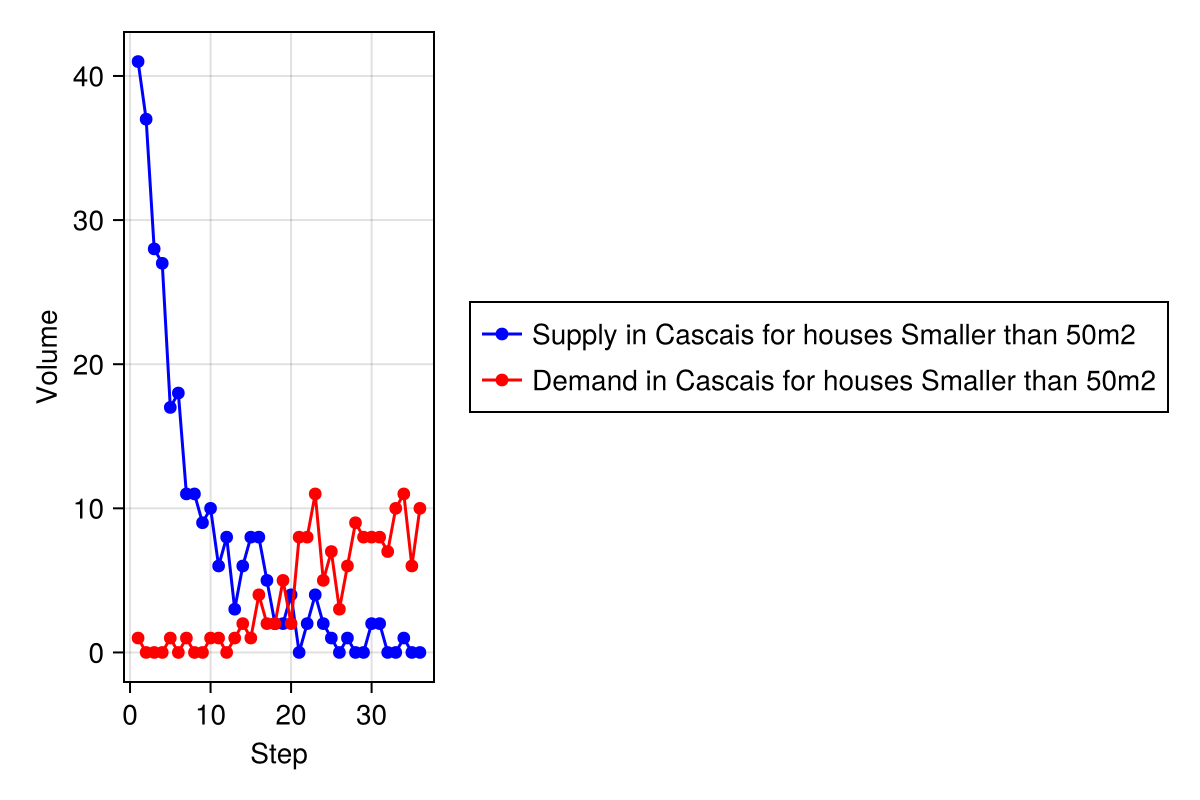 40
30
20
10
0
Volume
0 10 20 30
Step
Supply in Cascais for houses Smaller than 50m2
Demand in Cascais for houses Smaller than 50m2